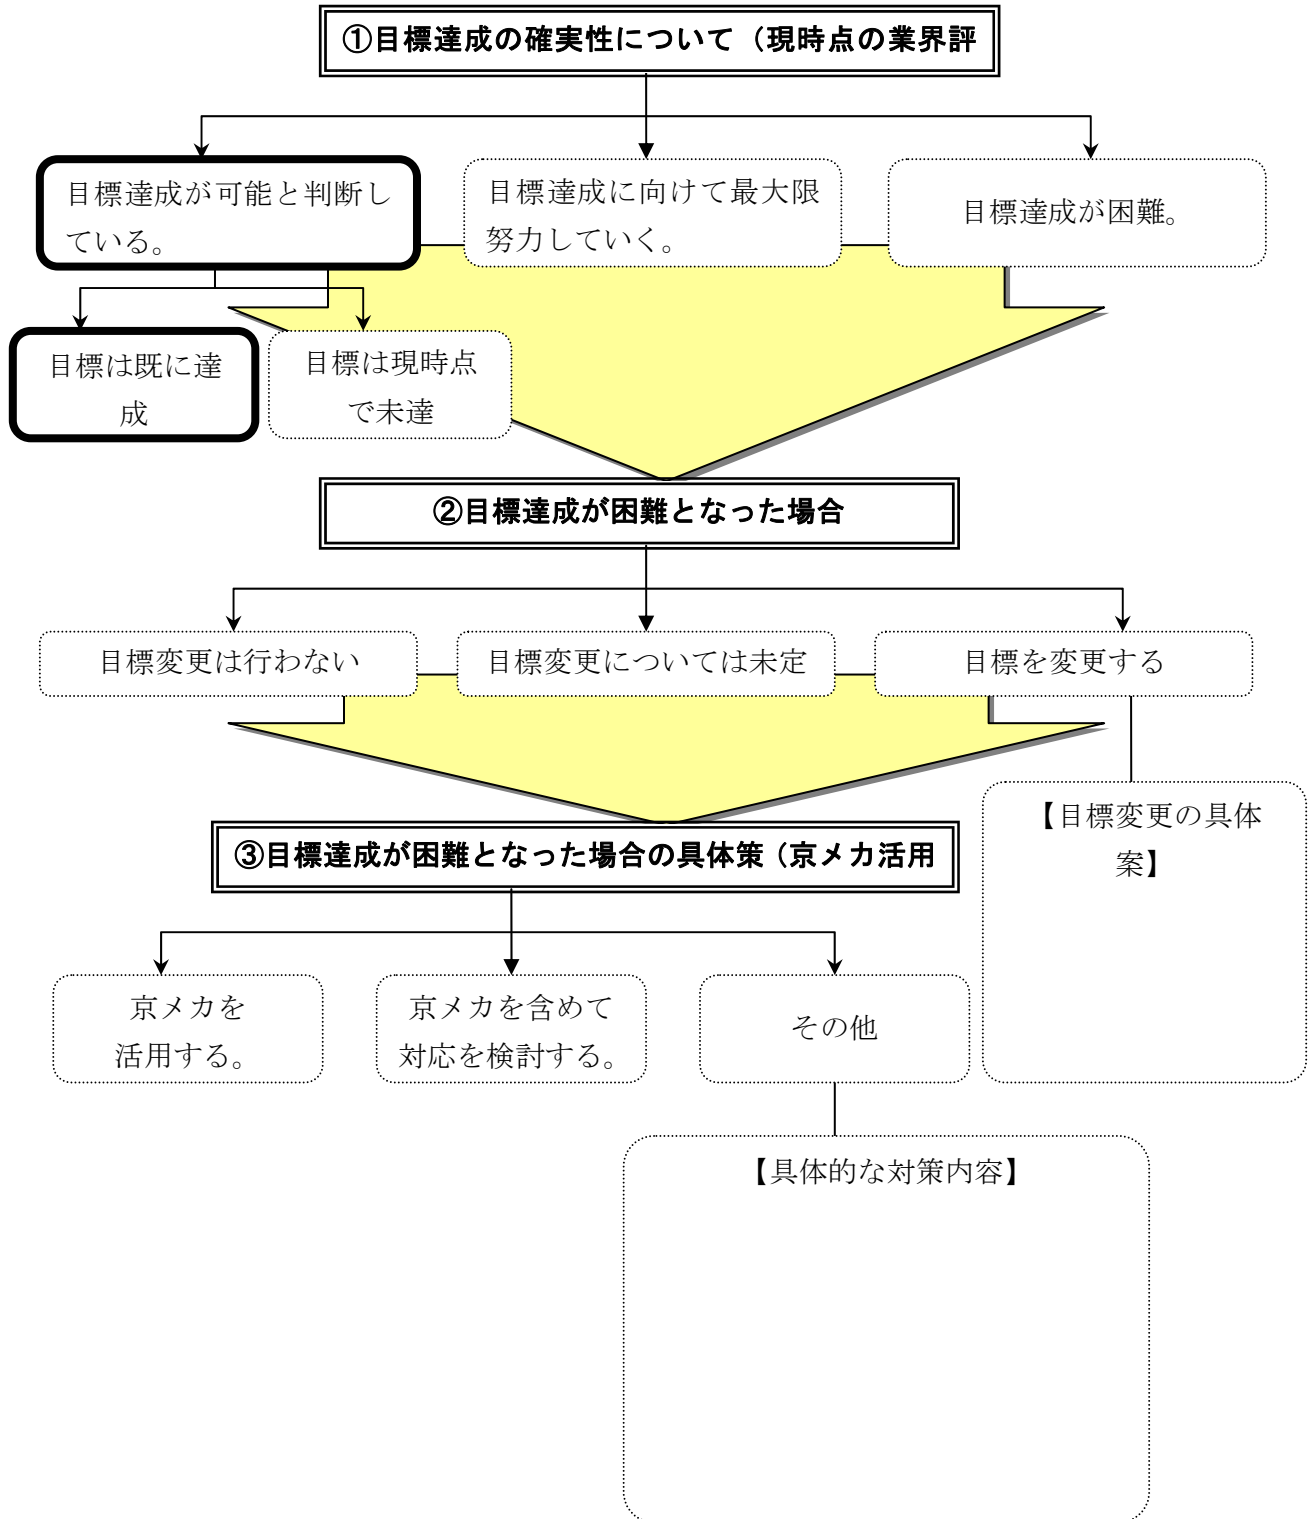 ①目標達成の確実性について（現時点の業界評
目標達成が可能と判断し
ている。
目標達成に向けて最大限
努力していく。
目標達成が困難。
目標は既に達
成
目標は現時点
で未達
②目標達成が困難となった場合
目標変更は行わない
目標変更については未定
目標を変更する
【目標変更の具体
案】
③目標達成が困難となった場合の具体策（京メカ活用
京メカを
活用する。
京メカを含めて
対応を検討する。
その他
【具体的な対策内容】